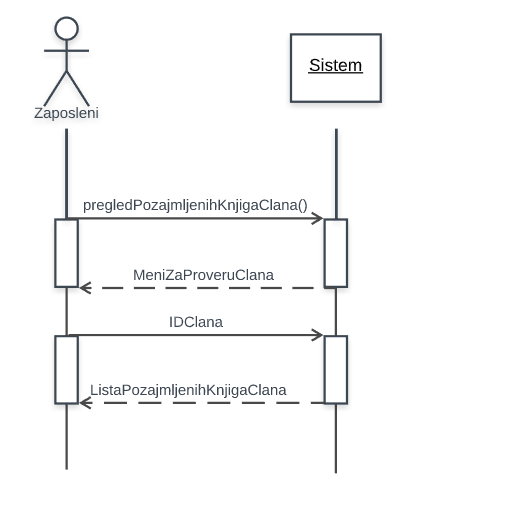 Zaposleni
Sistem
pregledPozajmljenihKnjigaClana()
MeniZaProveruClana
IDClana
ListaPozajmljenihKnjigaClana